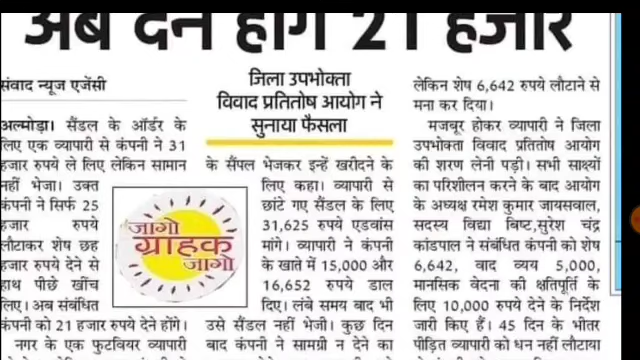 अब देने होंगे 21 हजार
संवाद न्यूज एजेंसी
अल्मोड़ा। सैंडल के ऑर्डर के
लिए एक व्यापारी से कंपनी ने 31
हजार रुपये ले लिए लेकिन सामान
नहीं भेजा। उक्त
कंपनी ने सिर्फ 25
हजार रुपये
लौटाकर शेष छह
हजार रुपये देने से
हाथ पीछे खींच
लिए। अब संबंधित
कंपनी को 21 हजार रुपये देने होंगे।
नगर के एक फुटवियर व्यापारी
जागो
ग्राहक
जागो
जिला उपभोक्ता
विवाद प्रतितोष आयोग ने
सुनाया फैसला
के सैंपल भेजकर इन्हें खरीदने के
लिए कहा। व्यापारी से
छांटे गए सैंडल के लिए
31,625 रुपये एडवांस
मांगे। व्यापारी ने कंपनी
के खाते में 15,000 और
16,652 रुपये डाल
दिए। लंबे समय बाद भी
उसे सैंडल नहीं भेजी। कुछ दिन
बाद कंपनी ने सामग्री न देने का
लेकिन शेष 6,642 रुपये लौटाने से
मना कर दिया।
मजबूर होकर व्यापारी ने जिला
उपभोक्ता विवाद प्रतितोष आयोग
की शरण लेनी पड़ी। सभी साक्ष्यों
का परिशीलन करने के बाद आयोग
के अध्यक्ष रमेश कुमार जायसवाल,
सदस्य विद्या बिष्ट,सुरेश चंद्र
कांडपाल ने संबंधित कंपनी को शेष
6,642, वाद व्यय 5,000,
मानसिक वेदना की क्षतिपूर्ति के
लिए 10,000 रुपये देने के निर्देश
जारी किए हैं। 45 दिन के भीतर
पीड़ित व्यापारी को धन नहीं लौटाया